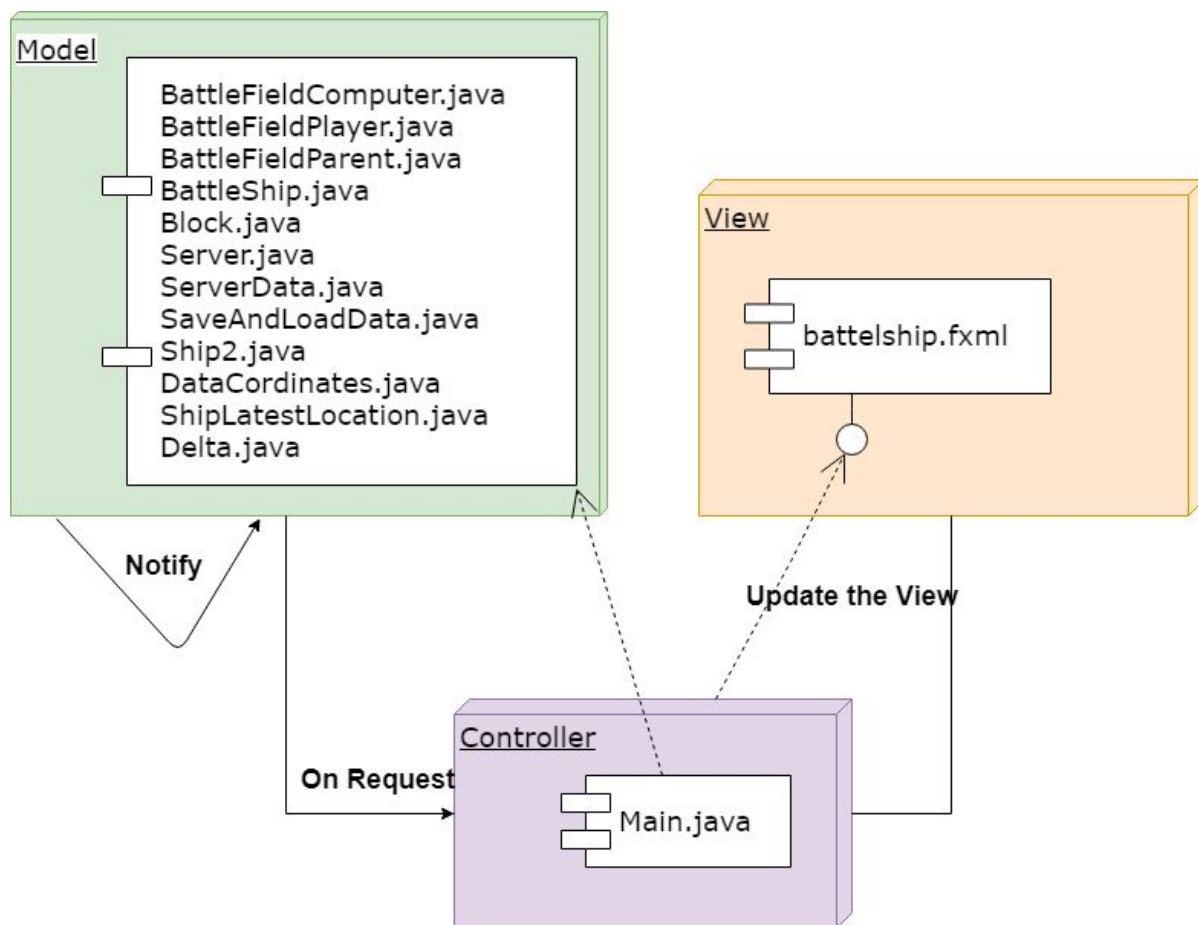 Model
BattleFieldComputer.java
BattleFieldPlayer.java
BattleFieldParent.java
BattleShip.java
Block.java
Server.java
ServerData.java
SaveAndLoadData.java
Ship2.java
DataCordinates.java
ShipLatestLocation.java
Delta.java
View
battelship.fxml
Notify
Update the View
Controller
On Request
Main.java